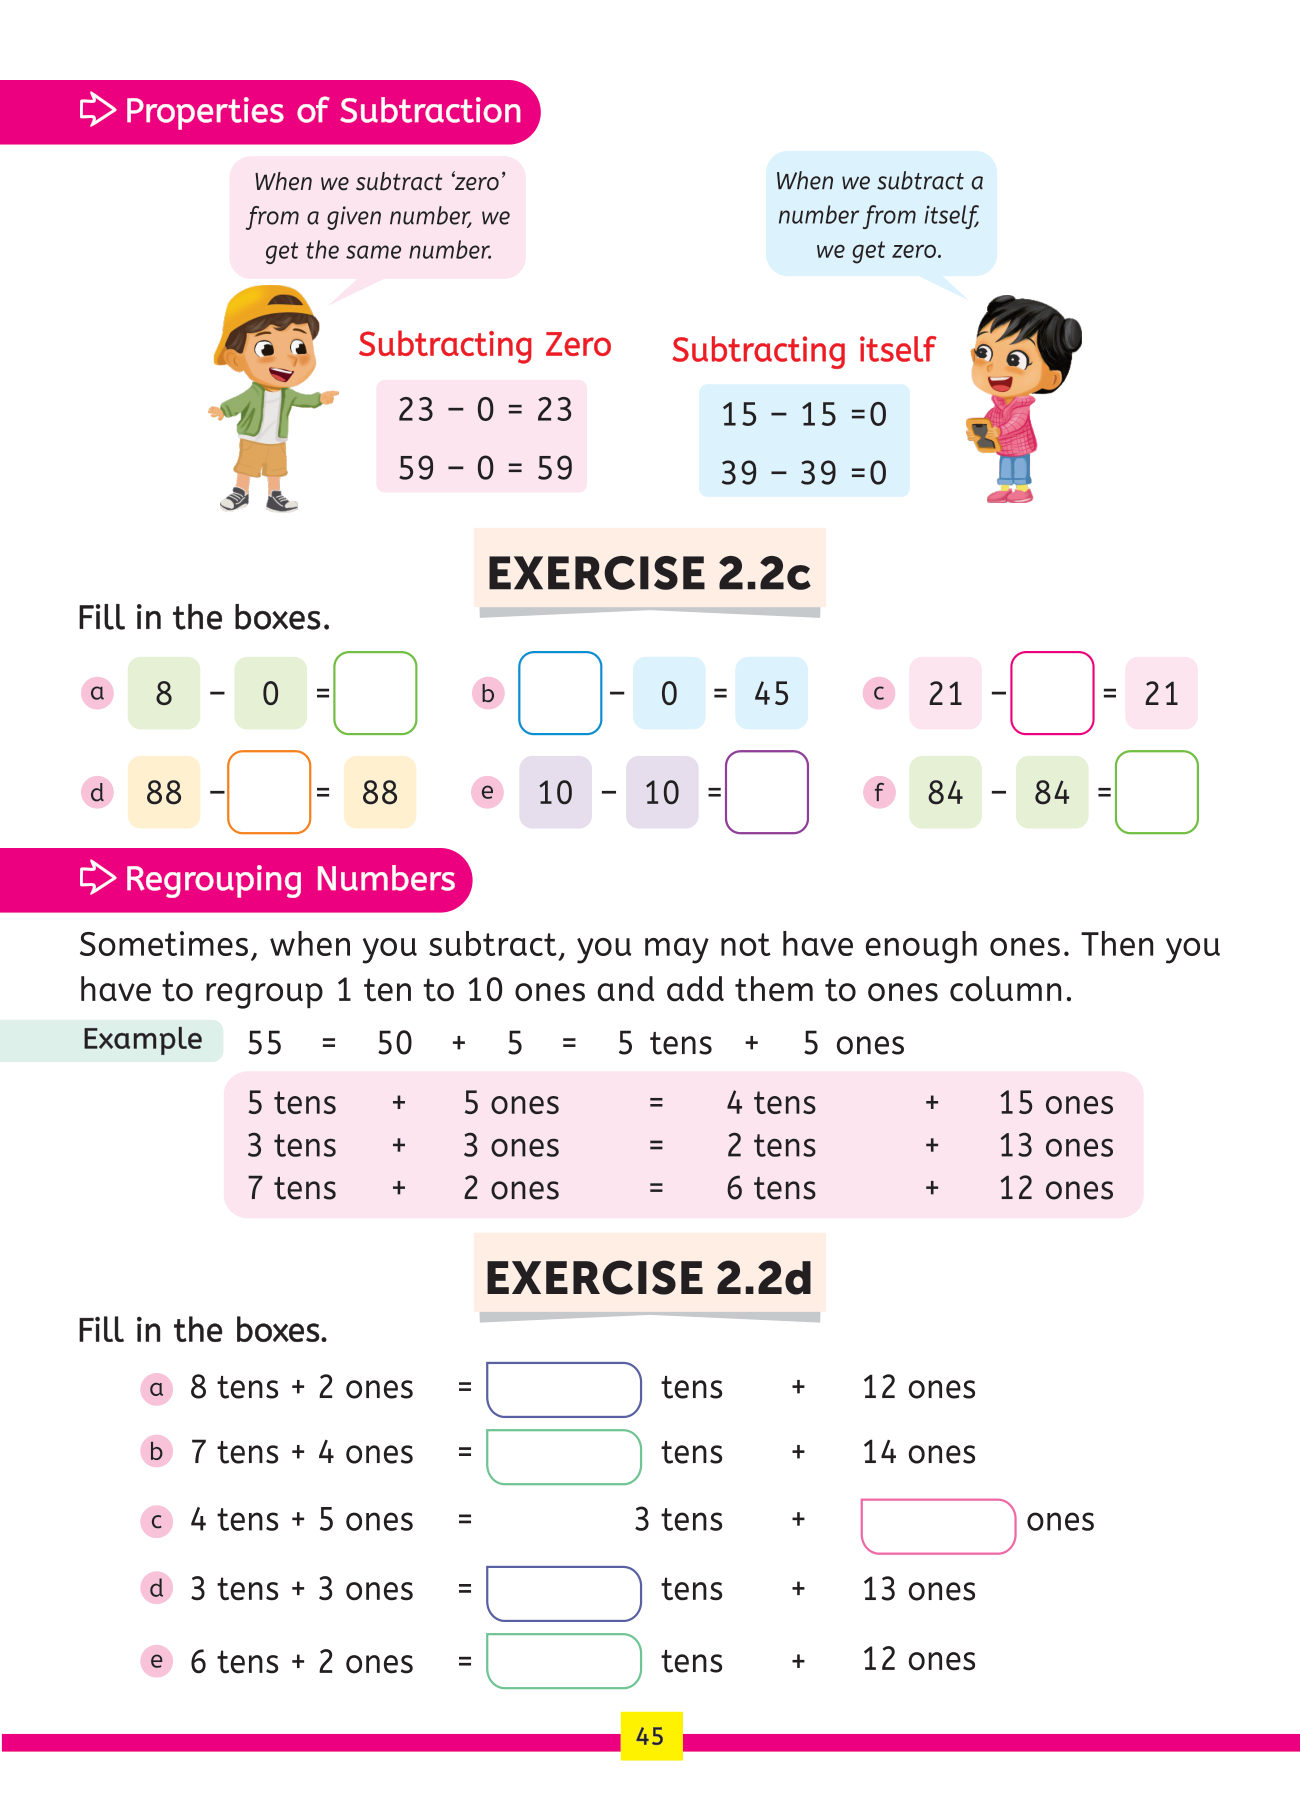 Properties of Subtraction
When we subtract ‘zero’
from a given number, we
get the same number.
When we subtract a
number from itself,
we get zero.
Subtracting Zero
23 – 0 = 23
59 – 0 = 59
Subtracting itself
15 – 15 =0
39 – 39 =0
EXERCISE 2.2c
Fill in the boxes.
a 8 – 0 =
b – 0 = 45
c 21 – = 21
d 88 – = 88
e 10 – 10 =
f 84 – 84 =
Regrouping Numbers
Sometimes, when you subtract, you may not have enough ones. Then you
have to regroup 1 ten to 10 ones and add them to ones column.
Example 55 = 50 + 5 = 5 tens + 5 ones
5 tens + 5 ones = 4 tens + 15 ones
3 tens + 3 ones = 2 tens + 13 ones
7 tens + 2 ones = 6 tens + 12 ones
EXERCISE 2.2d
Fill in the boxes.
a 8 tens + 2 ones = tens + 12 ones
b 7 tens + 4 ones = tens + 14 ones
c 4 tens + 5 ones = 3 tens + ones
d 3 tens + 3 ones = tens + 13 ones
e 6 tens + 2 ones = tens + 12 ones
45